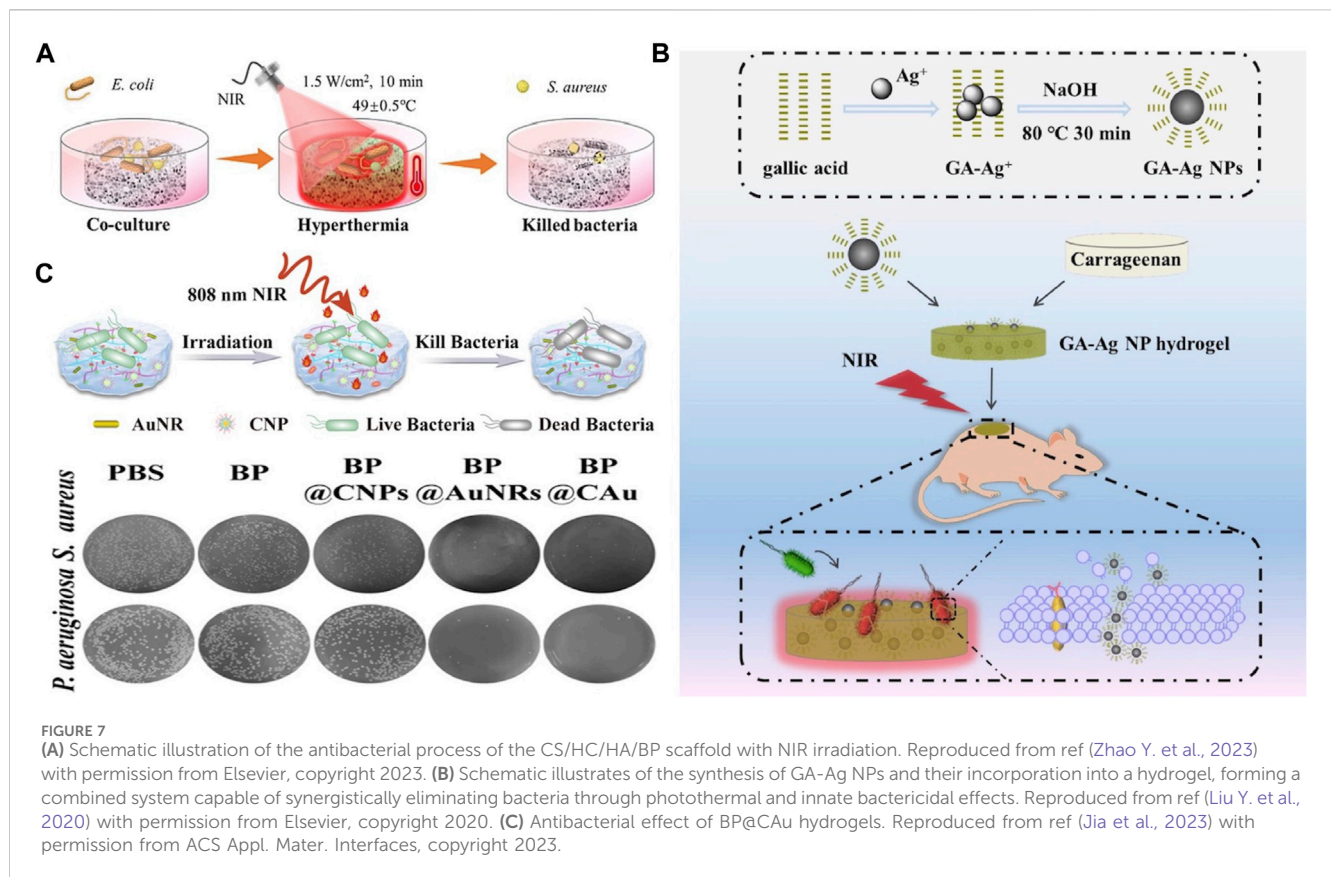 A
E. coli
NIR
1.5 W/cm², 10 min
49±0.5℃
S. aureus
Co-culture
Hyperthermia
Killed bacteria
B
Ag⁺
NaOH
80 ℃ 30 min
gallic acid
GA-Ag⁺
GA-Ag NPs
Carrageenan
GA-Ag NP hydrogel
NIR
C
808 nm NIR
Irradiation
Kill Bacteria
AuNR
CNP
Live Bacteria
Dead Bacteria
PBS
BP
BP
@CNPs
BP
@AuNRs
BP
@CAu
S. aureus
P. aeruginosa
FIGURE 7
(A) Schematic illustration of the antibacterial process of the CS/HC/HA/BP scaffold with NIR irradiation. Reproduced from ref (Zhao Y. et al., 2023)
with permission from Elsevier, copyright 2023. (B) Schematic illustrates of the synthesis of GA-Ag NPs and their incorporation into a hydrogel, forming a
combined system capable of synergistically eliminating bacteria through photothermal and innate bactericidal effects. Reproduced from ref (Liu Y. et al.,
2020) with permission from Elsevier, copyright 2020. (C) Antibacterial effect of BP@CAu hydrogels. Reproduced from ref (Jia et al., 2023) with
permission from ACS Appl. Mater. Interfaces, copyright 2023.